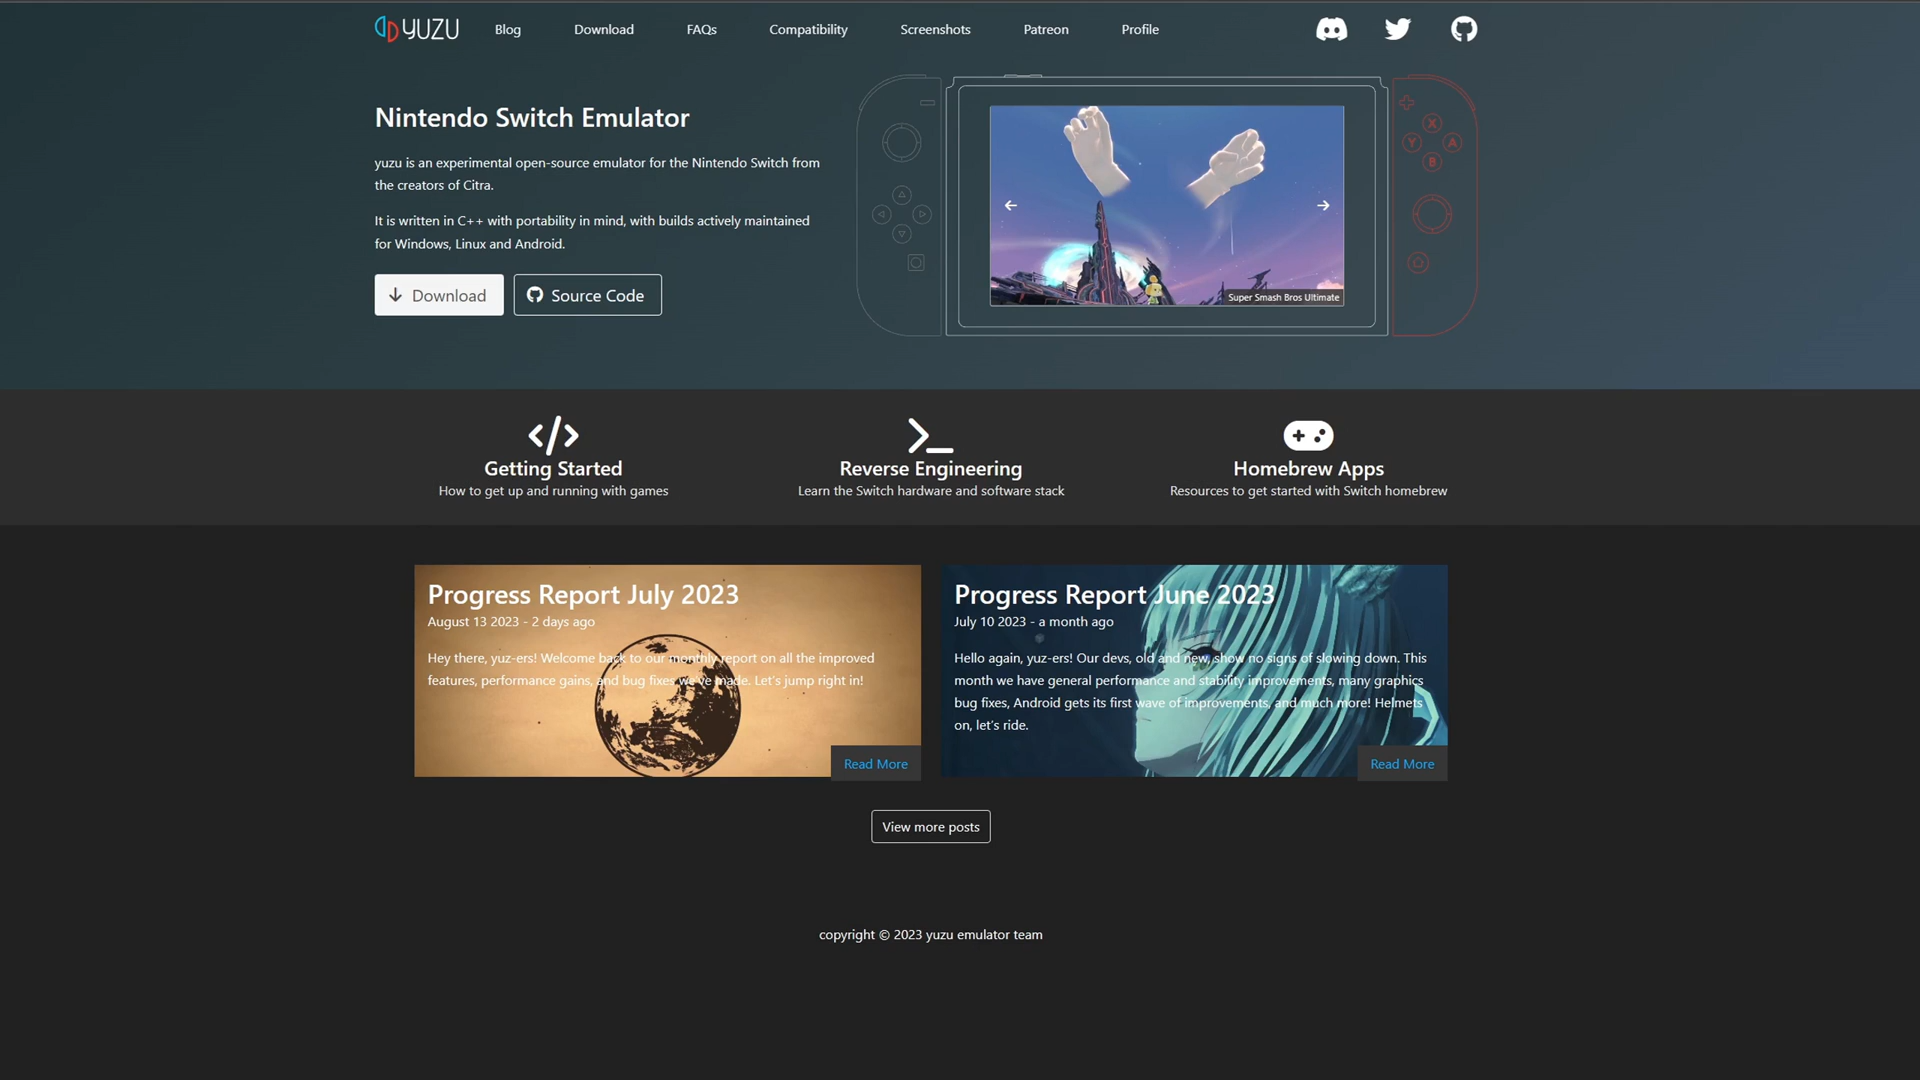 YUZU
Blog
Download
FAQs
Compatibility
Screenshots
Patreon
Profile
Nintendo Switch Emulator
yuzu is an experimental open-source emulator for the Nintendo Switch from
the creators of Citra.
It is written in C++ with portability in mind, with builds actively maintained
for Windows, Linux and Android.
Download
Source Code
X
Y
A
B
Super Smash Bros Ultimate
Getting Started
How to get up and running with games
Reverse Engineering
Learn the Switch hardware and software stack
Homebrew Apps
Resources to get started with Switch homebrew
Progress Report July 2023
August 13 2023 - 2 days ago
Hey there, yuz-ers! Welcome back to our monthly report on all the improved
features, performance gains, and bug fixes we've made. Let's jump right in!
Read More
Progress Report June 2023
July 10 2023 - a month ago
Hello again, yuz-ers! Our devs, old and new, show no signs of slowing down. This
month we have general performance and stability improvements, many graphics
bug fixes, Android gets its first wave of improvements, and much more! Helmets
on, let's ride.
Read More
View more posts
copyright © 2023 yuzu emulator team